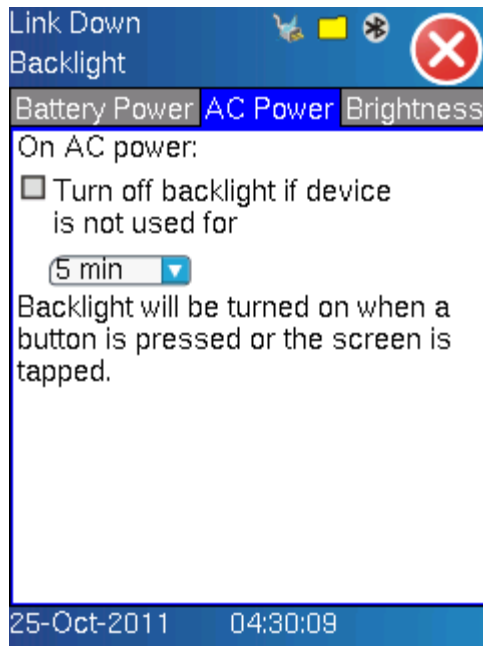 Link Down
Backlight
Battery Power AC Power Brightness
On AC power:
Turn off backlight if device
is not used for
5 min
Backlight will be turned on when a
button is pressed or the screen is
tapped.
25-Oct-2011 04:30:09